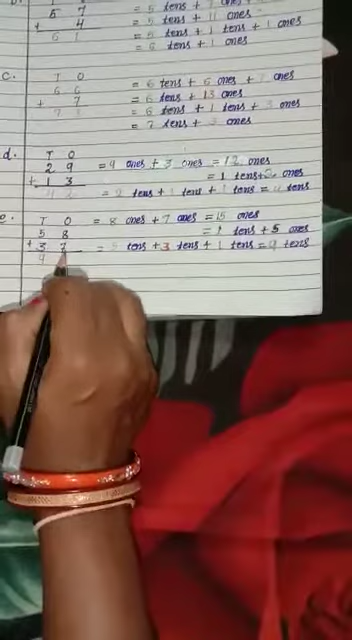 b.
5 7 = 5 tens + 7 ones
+ 4 = 5 tens + 11 ones
6 1 = 5 tens + 1 tens + 1 ones
= 6 tens + 1 ones
c. T O
6 6 = 6 tens + 6 ones + 7 ones
+ 7 = 6 tens + 13 ones
7 = 6 tens + 1 tens + 3 ones
= 7 tens + 3 ones
d. T O
2 9 = 9 ones + 3 ones = 12 ones
+ 1 3 = 1 tens + 2 ones
4 2 = 2 tens + 1 tens + 1 tens = 4 tens
e. T O = 8 ones + 7 ones = 15 ones
5 8 = 1 tens + 5 ones
+ 3 7 = 5 tens + 3 tens + 1 tens = 9 tens
9